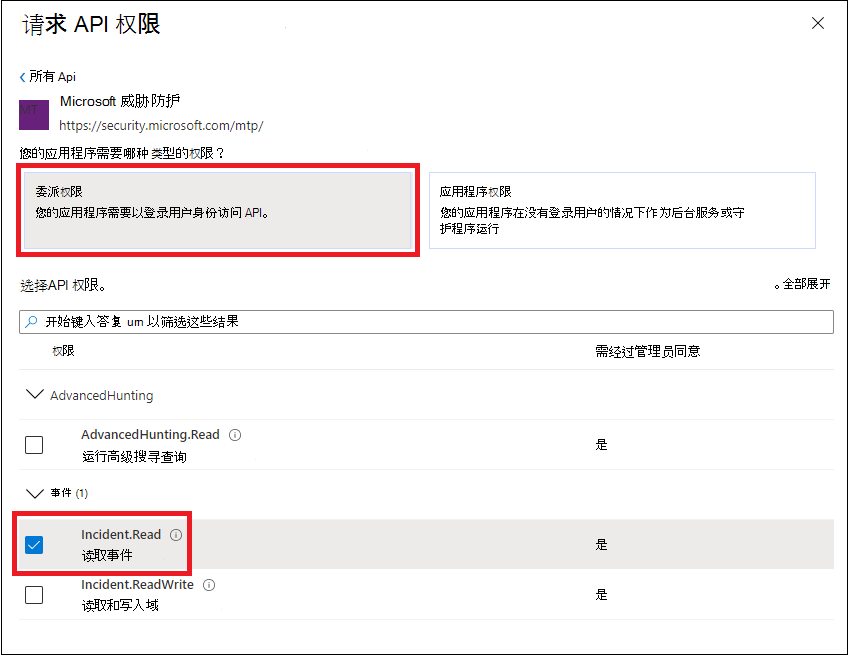 请求 API 权限
所有 Api
MT
Microsoft 威胁防护
https://security.microsoft.com/mtp/
您的应用程序需要哪种 类型的权限？
委派权限
您的应用程序需要以登录用户身份访问 API。
应用程序权限
您的应用程序在没有登录用户的情况下作为后台服务或守
护程序运行
选择API 权限。
。全部展开
开始键入答复 um 以筛选这些结果
权限
需经过管理员同意
AdvancedHunting
AdvancedHunting.Read
运行高级搜寻查询
是
事件 (1)
Incident.Read
读取事件
是
Incident.ReadWrite
读取和写入域
是